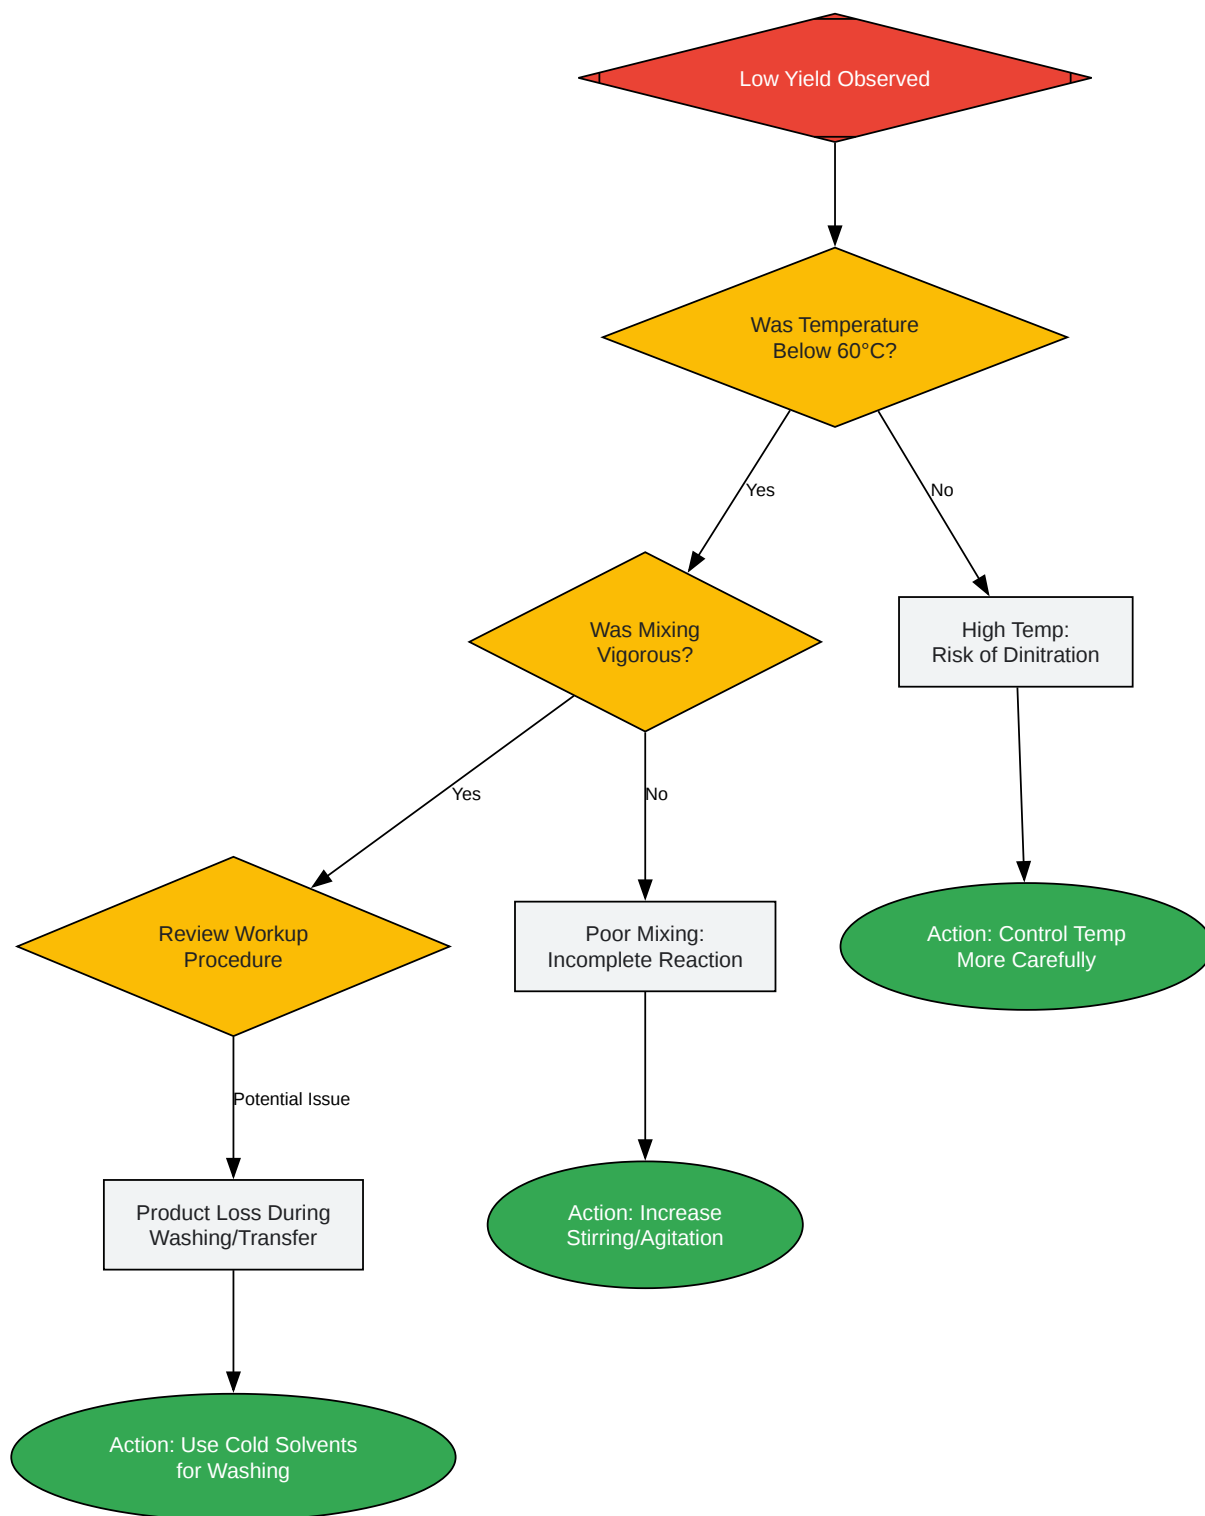 Low Yield Observed
Was Temperature
Below 60°C?
Yes
No
Was Mixing
Vigorous?
High Temp:
Risk of Dinitration
Yes
No
Review Workup
Procedure
Poor Mixing:
Incomplete Reaction
Action: Control Temp
More Carefully
Potential Issue
Product Loss During
Washing/Transfer
Action: Increase
Stirring/Agitation
Action: Use Cold Solvents
for Washing